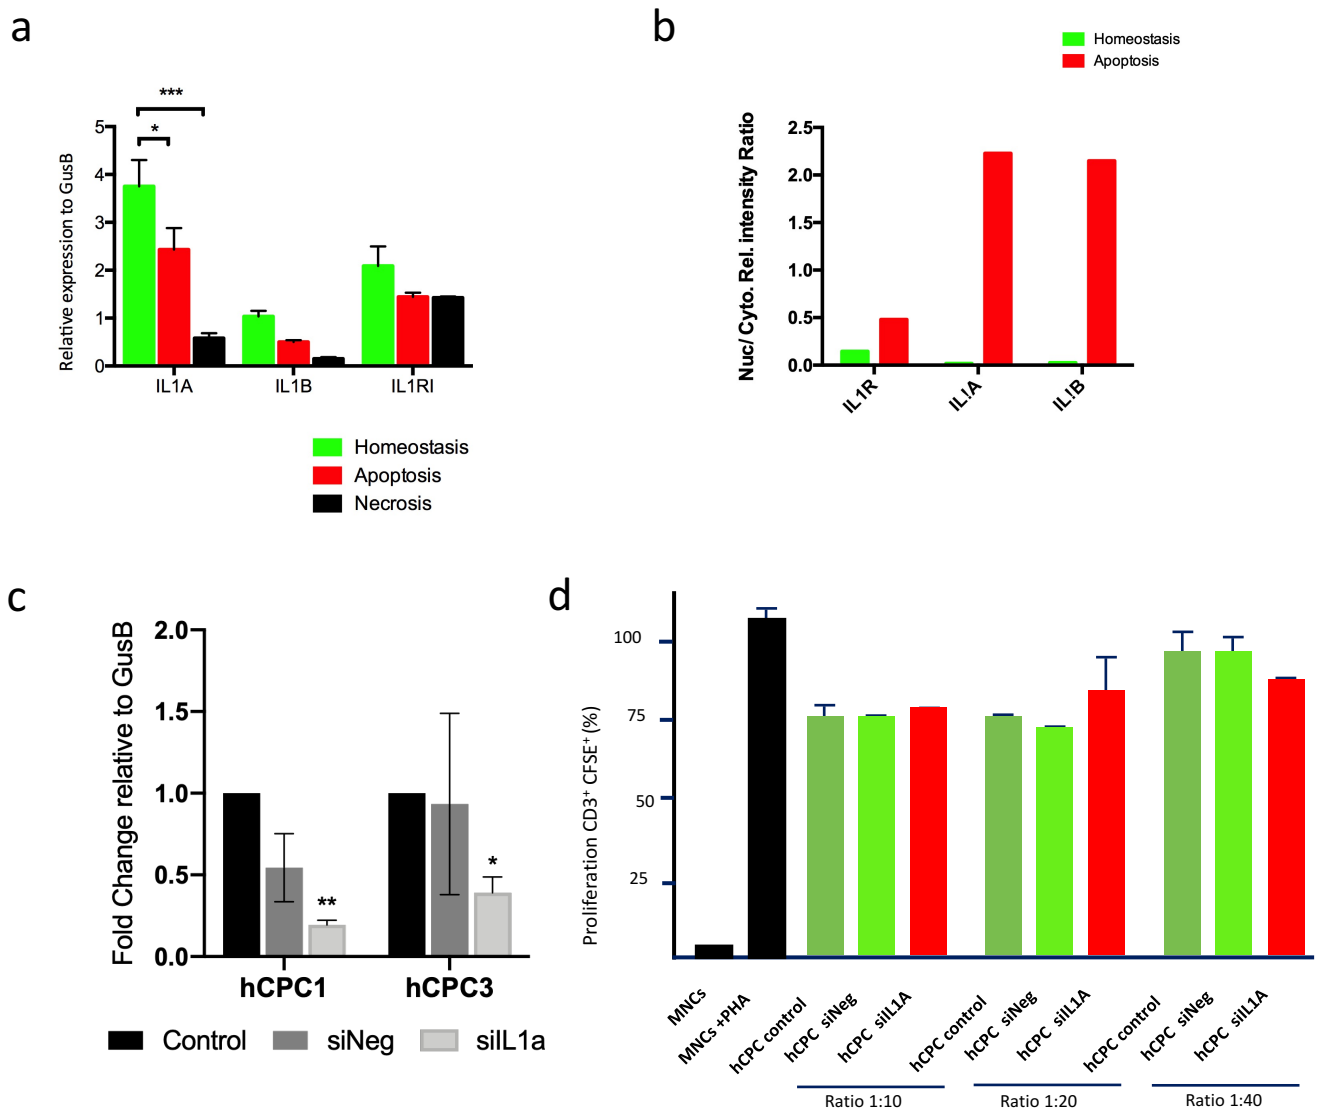 a
***
*
5
4
3
2
1
0
Relative expression to GusB
IL1A
IL1B
IL1RI
Homeostasis
Apoptosis
Necrosis
b
Homeostasis
Apoptosis
Nuc/ Cyto. Rel. intensity Ratio
2.5
2.0
1.5
1.0
0.5
0.0
IL1R
IL!A
IL!B
c
Fold Change relative to GusB
2.0
1.5
1.0
0.5
0.0
**
*
hCPC1
hCPC3
Control
siNeg
siIL1a
d
Proliferation CD3⁺ CFSE⁺ (%)
100
75
50
25
MNCs
MNCs +PHA
hCPC control
hCPC siNeg
hCPC siIL1A
hCPC control
hCPC siNeg
hCPC siIL1A
hCPC control
hCPC siNeg
hCPC siIL1A
Ratio 1:10
Ratio 1:20
Ratio 1:40